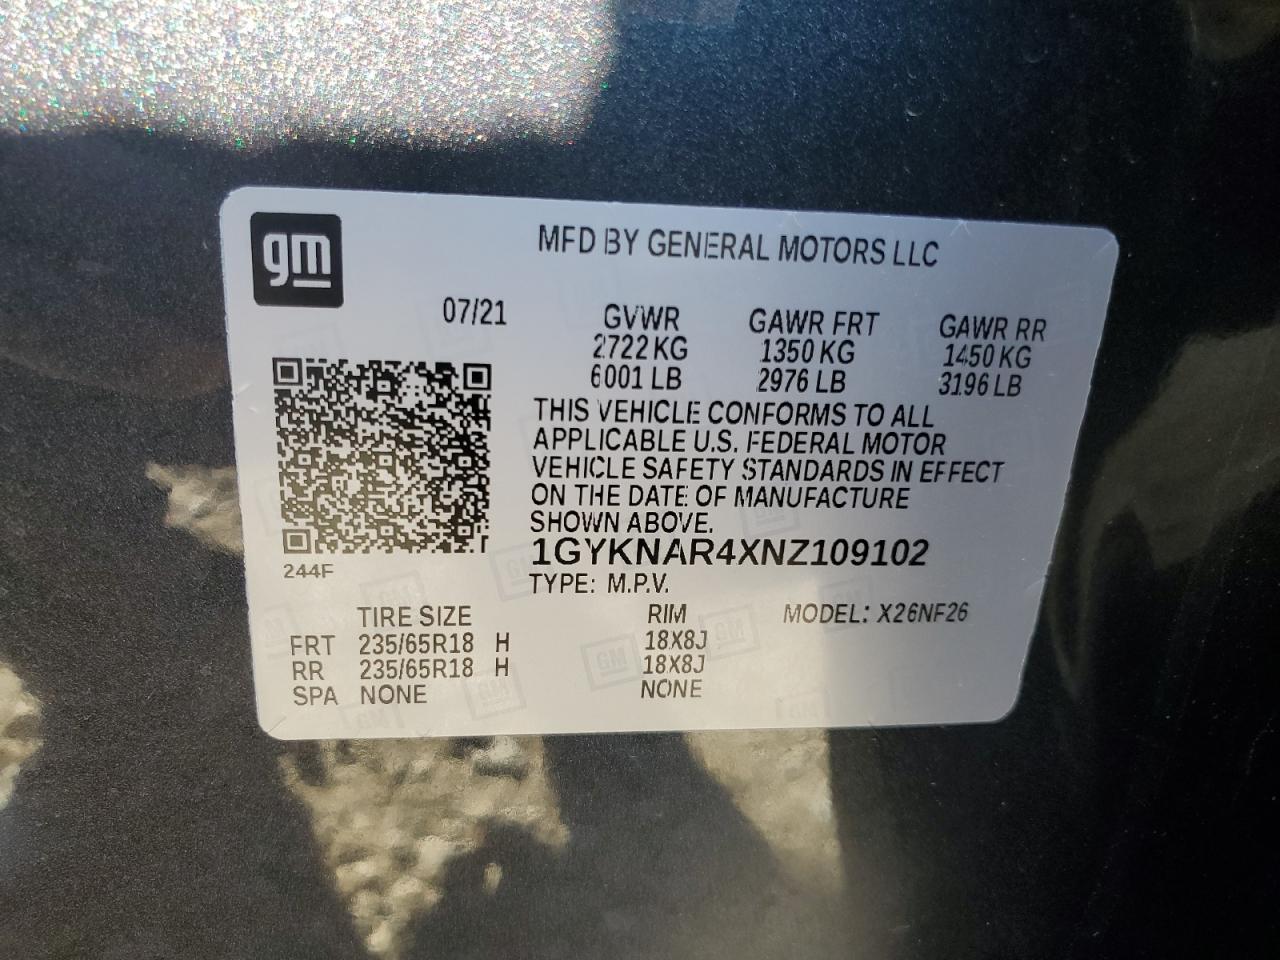 gm
MFD BY GENERAL MOTORS LLC
07/21 GVWR GAWR FRT GAWR RR
2722 KG 1350 KG 1450 KG
6001 LB 2976 LB 3196 LB
THIS VEHICLE CONFORMS TO ALL
APPLICABLE U.S. FEDERAL MOTOR
VEHICLE SAFETY STANDARDS IN EFFECT
ON THE DATE OF MANUFACTURE
SHOWN ABOVE.
1GYKNAR4XNZ109102
244F
TYPE: M.P.V.
TIRE SIZE RIM MODEL: X26NF26
FRT 235/65R18 H 18X8J
RR 235/65R18 H 18X8J
SPA NONE NONE